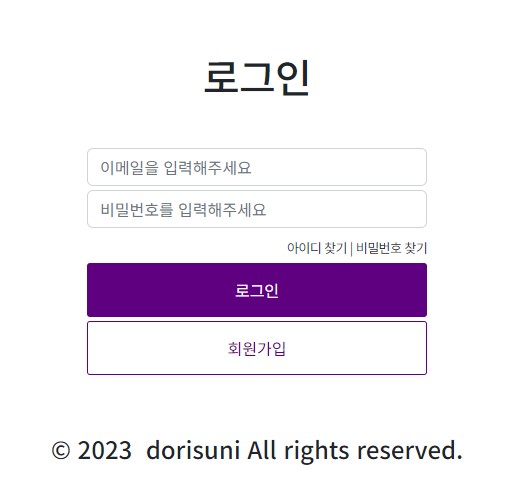 로그인
이메일을 입력해주세요
비밀번호를 입력해주세요
아이디 찾기 | 비밀번호 찾기
로그인
회원가입
© 2023 dorisuni All rights reserved.